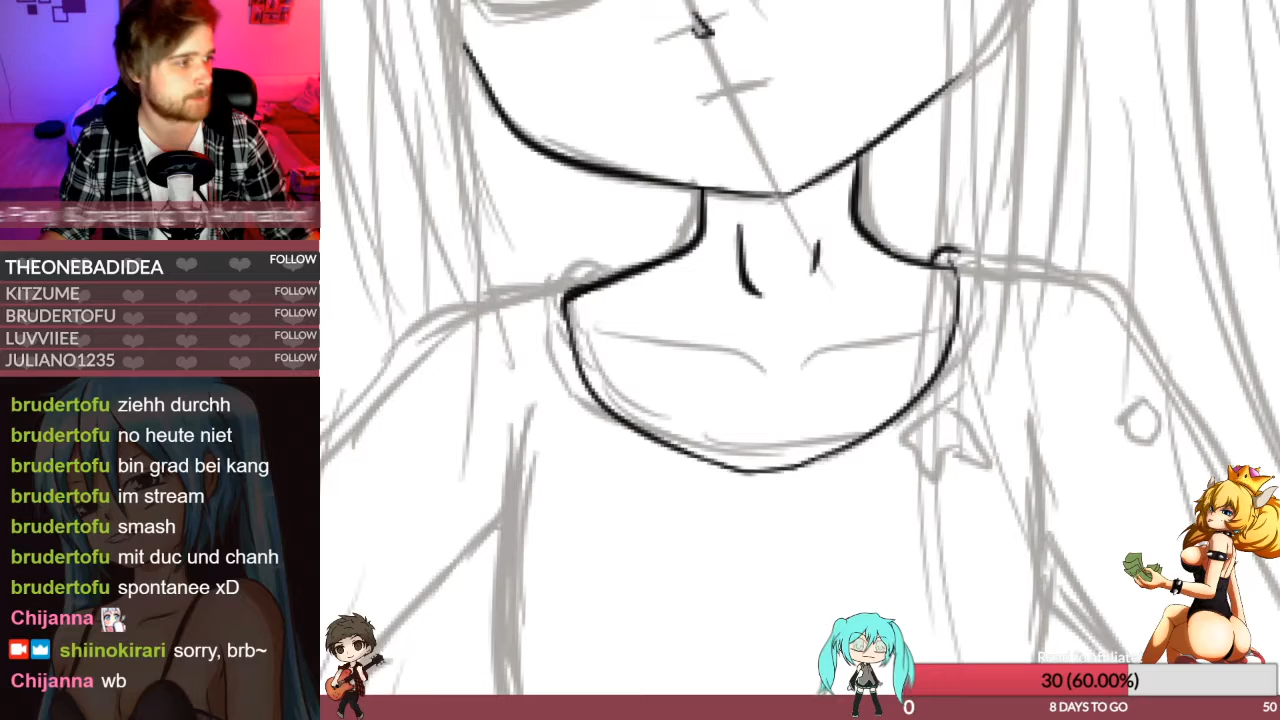 THEONEBADIDEA FOLLOW
KITZUME FOLLOW
BRUDERTOFU FOLLOW
LUVVIIEE FOLLOW
JULIANO1235 FOLLOW
brudertofu ziehh durchh
brudertofu no heute niet
brudertofu bin grad bei kang
brudertofu im stream
brudertofu smash
brudertofu mit duc und chanh
brudertofu spontanee xD
Chijanna
shiinokirari sorry, brb~
Chijanna wb
30 (60.00%)
0 8 DAYS TO GO 50